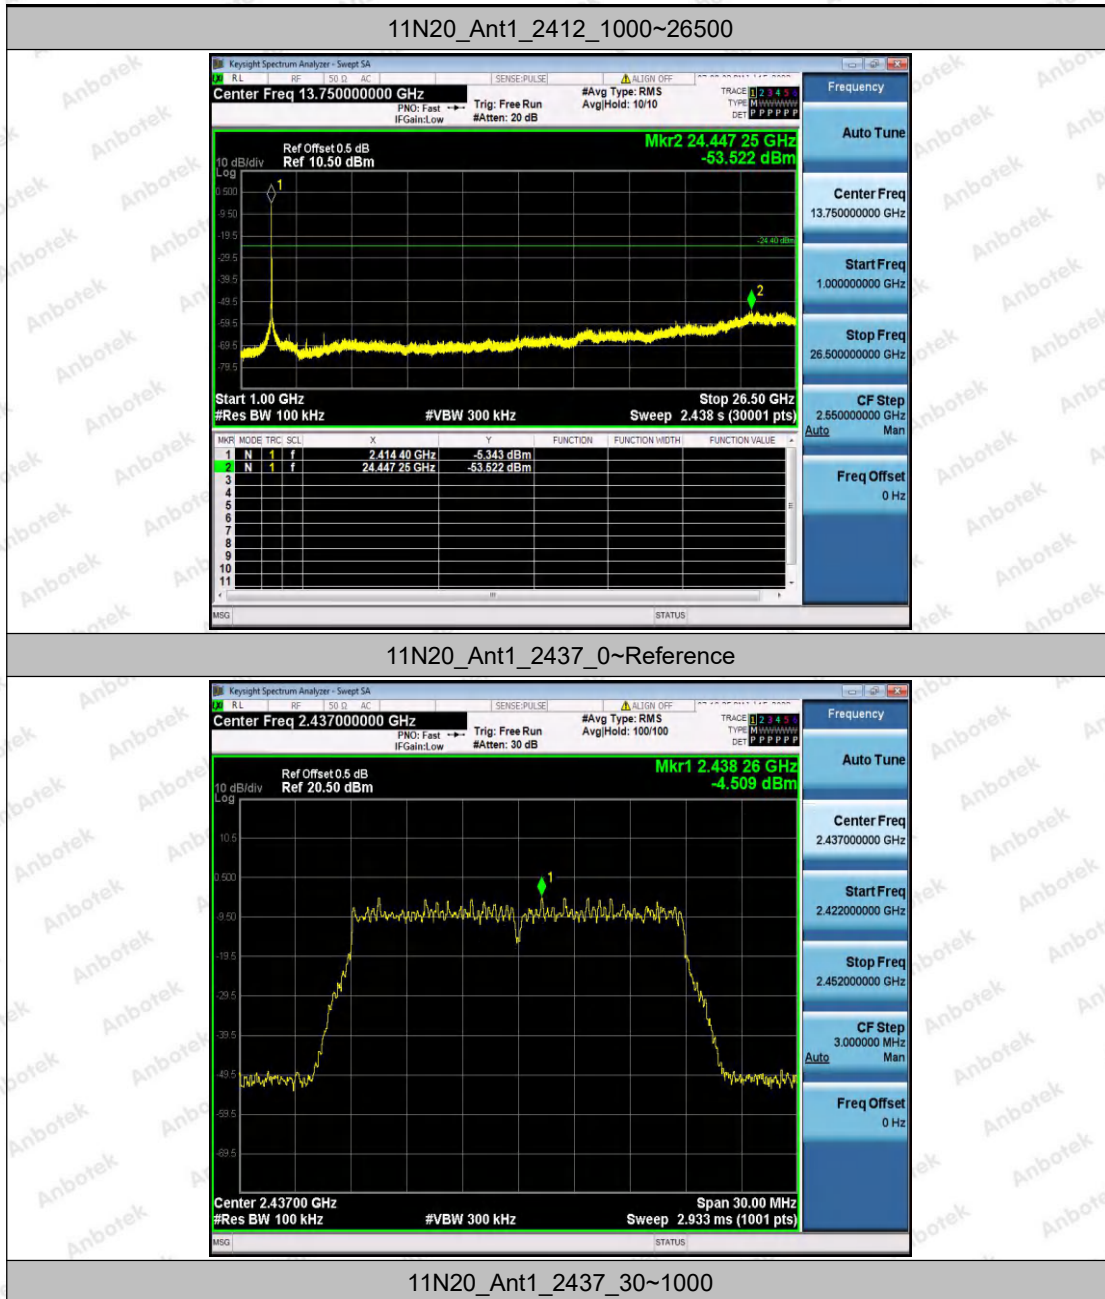 11N20_Ant1_2412_1000~26500
Keysight Spectrum Analyzer - Swept SA
RL RF 50 Ω AC SENSE:PULSE ALIGN OFF
Center Freq 13.750000000 GHz
PNO: Fast
IFGain:Low
Trig: Free Run
#Atten: 20 dB
#Avg Type: RMS
Avg|Hold: 10/10
TRACE 1 2 3 4 5 6
TYPE M WWWWW
DET P P P P P P
Ref Offset 0.5 dB
10 dB/div Ref 10.50 dBm
Log
Mkr2 24.447 25 GHz
-53.522 dBm
0.500
-9.50
-19.5
-29.5
-39.5
-49.5
-59.5
-69.5
-79.5
1
-24.40 dBm
2
Start 1.00 GHz Stop 26.50 GHz
#Res BW 100 kHz #VBW 300 kHz Sweep 2.438 s (30001 pts)
MKR MODE TRC SCL X Y FUNCTION FUNCTION WIDTH FUNCTION VALUE
1 N 1 f 2.414 40 GHz -5.343 dBm
2 N 1 f 24.447 25 GHz -53.522 dBm
3
4
5
6
7
8
9
10
11
MSG STATUS
Frequency
Auto Tune
Center Freq
13.750000000 GHz
Start Freq
1.000000000 GHz
Stop Freq
26.500000000 GHz
CF Step
2.550000000 GHz
Auto Man
Freq Offset
0 Hz
11N20_Ant1_2437_0~Reference
Keysight Spectrum Analyzer - Swept SA
RL RF 50 Ω AC SENSE:PULSE ALIGN OFF
Center Freq 2.437000000 GHz
PNO: Fast
IFGain:Low
Trig: Free Run
#Atten: 30 dB
#Avg Type: RMS
Avg|Hold: 100/100
TRACE 1 2 3 4 5 6
TYPE M WWWWW
DET P P P P P P
Ref Offset 0.5 dB
10 dB/div Ref 20.50 dBm
Log
Mkr1 2.438 26 GHz
-4.509 dBm
10.5
0.500
-9.50
-19.5
-29.5
-39.5
-49.5
-59.5
-69.5
1
Center 2.43700 GHz Span 30.00 MHz
#Res BW 100 kHz #VBW 300 kHz Sweep 2.933 ms (1001 pts)
MSG STATUS
Frequency
Auto Tune
Center Freq
2.437000000 GHz
Start Freq
2.422000000 GHz
Stop Freq
2.452000000 GHz
CF Step
3.000000 MHz
Auto Man
Freq Offset
0 Hz
11N20_Ant1_2437_30~1000